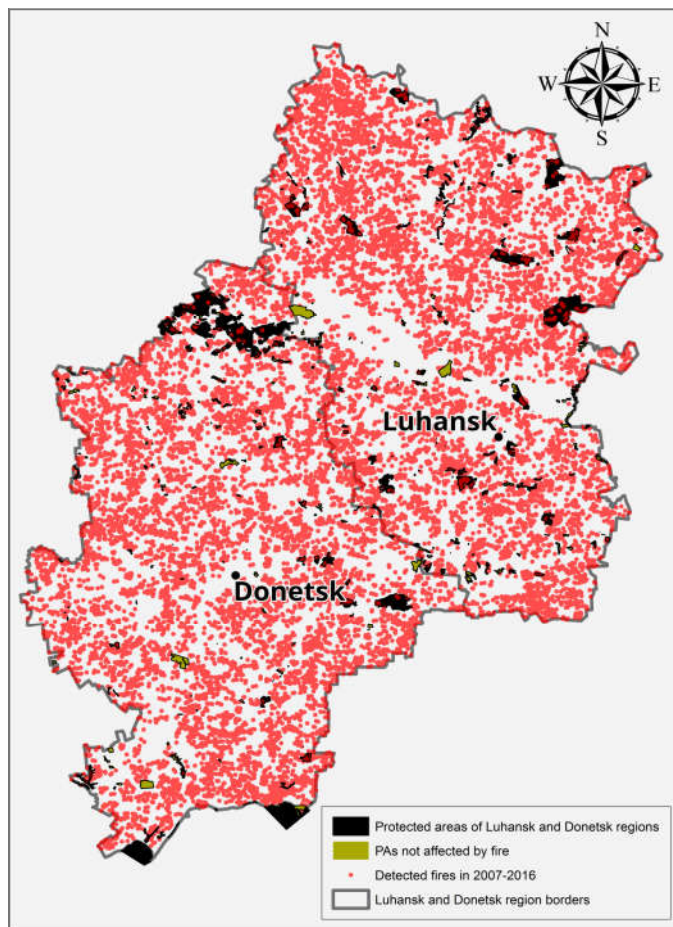 N
W E
S
Luhansk
Donetsk
Protected areas of Luhansk and Donetsk regions
PAs not affected by fire
Detected fires in 2007-2016
Luhansk and Donetsk region borders